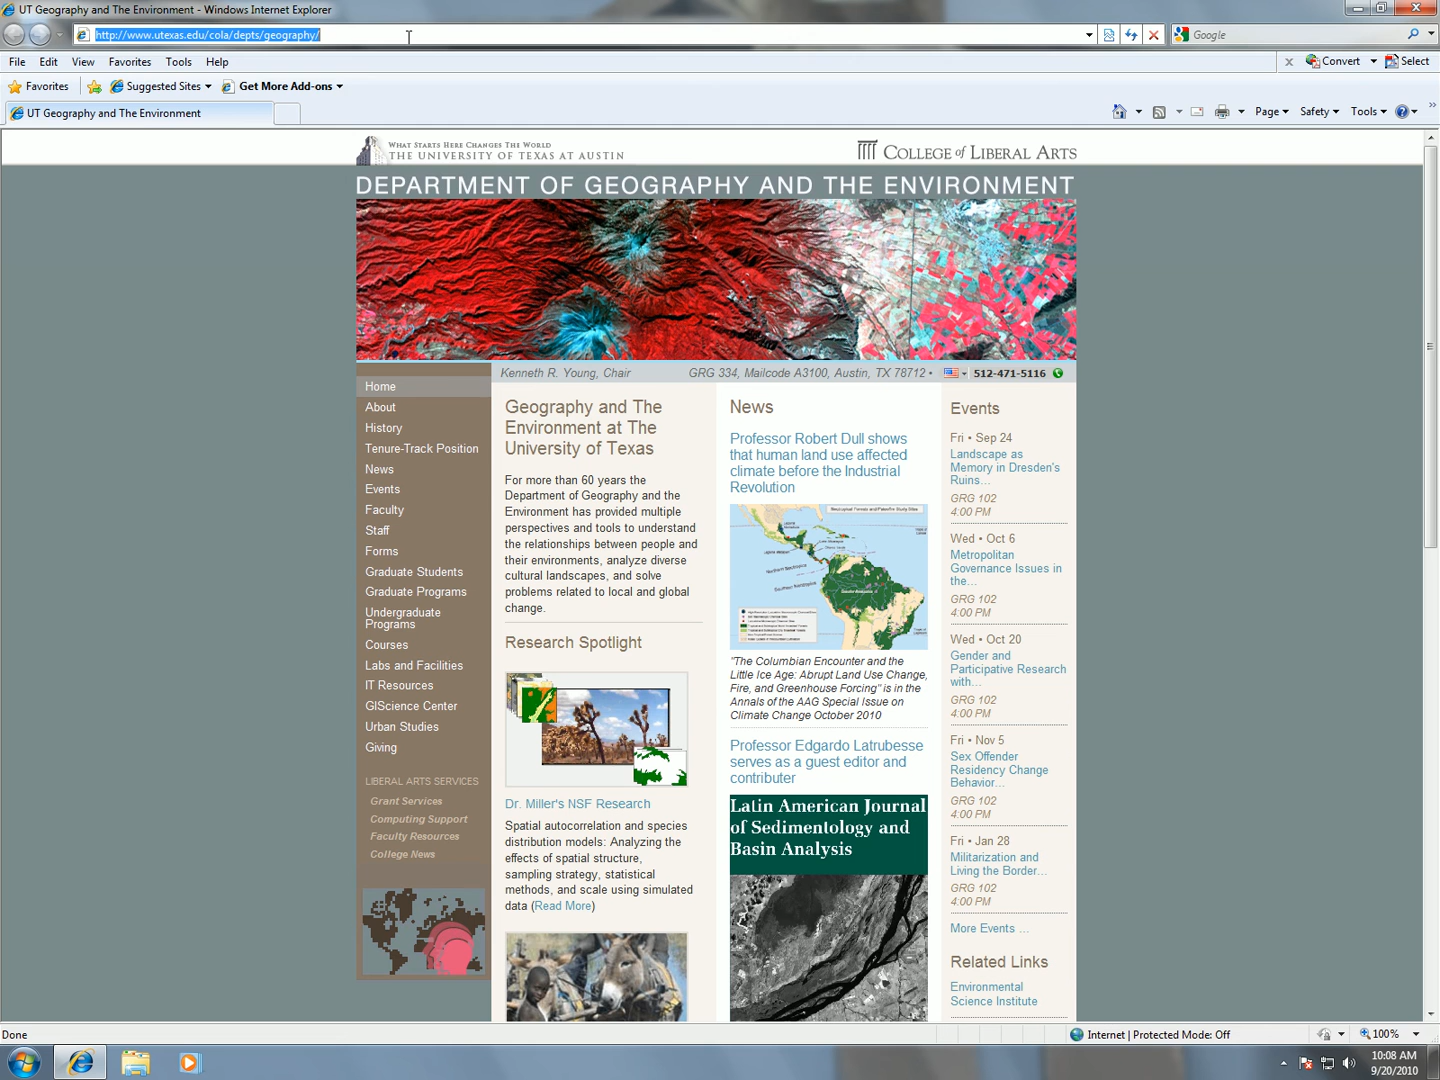 UT Geography and The Environment - Windows Internet Explorer
http://www.utexas.edu/cola/depts/geography/
Google
File Edit View Favorites Tools Help
Convert Select
Favorites Suggested Sites Get More Add-ons
UT Geography and The Environment
Page Safety Tools
WHAT STARTS HERE CHANGES THE WORLD
THE UNIVERSITY OF TEXAS AT AUSTIN
COLLEGE of LIBERAL ARTS
DEPARTMENT OF GEOGRAPHY AND THE ENVIRONMENT
Kenneth R. Young, Chair
GRG 334, Mailcode A3100, Austin, TX 78712 •
512-471-5116
Home
About
History
Tenure-Track Position
News
Events
Faculty
Staff
Forms
Graduate Students
Graduate Programs
Undergraduate
Programs
Courses
Labs and Facilities
IT Resources
GIScience Center
Urban Studies
Giving
LIBERAL ARTS SERVICES
Grant Services
Computing Support
Faculty Resources
College News
Geography and The
Environment at The
University of Texas
For more than 60 years the
Department of Geography and the
Environment has provided multiple
perspectives and tools to understand
the relationships between people and
their environments, analyze diverse
cultural landscapes, and solve
problems related to local and global
change.
Research Spotlight
Dr. Miller's NSF Research
Spatial autocorrelation and species
distribution models: Analyzing the
effects of spatial structure,
sampling strategy, statistical
methods, and scale using simulated
data (Read More)
News
Professor Robert Dull shows
that human land use affected
climate before the Industrial
Revolution
"The Columbian Encounter and the
Little Ice Age: Abrupt Land Use Change,
Fire, and Greenhouse Forcing" is in the
Annals of the AAG Special Issue on
Climate Change October 2010
Professor Edgardo Latrubesse
serves as a guest editor and
contributer
Latin American Journal
of Sedimentology and
Basin Analysis
Events
Fri • Sep 24
Landscape as
Memory in Dresden's
Ruins...
GRG 102
4:00 PM
Wed • Oct 6
Metropolitan
Governance Issues in
the...
GRG 102
4:00 PM
Wed • Oct 20
Gender and
Participative Research
with...
GRG 102
4:00 PM
Fri • Nov 5
Sex Offender
Residency Change
Behavior...
GRG 102
4:00 PM
Fri • Jan 28
Militarization and
Living the Border...
GRG 102
4:00 PM
More Events ...
Related Links
Environmental
Science Institute
Done
Internet | Protected Mode: Off
100%
10:08 AM
9/20/2010